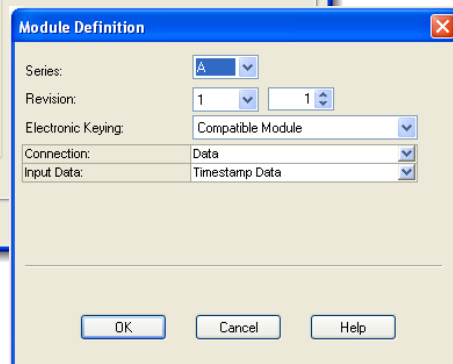 Module Definition
Series: A
Revision: 1 1
Electronic Keying: Compatible Module
Connection: Data
Input Data: Timestamp Data
OK Cancel Help